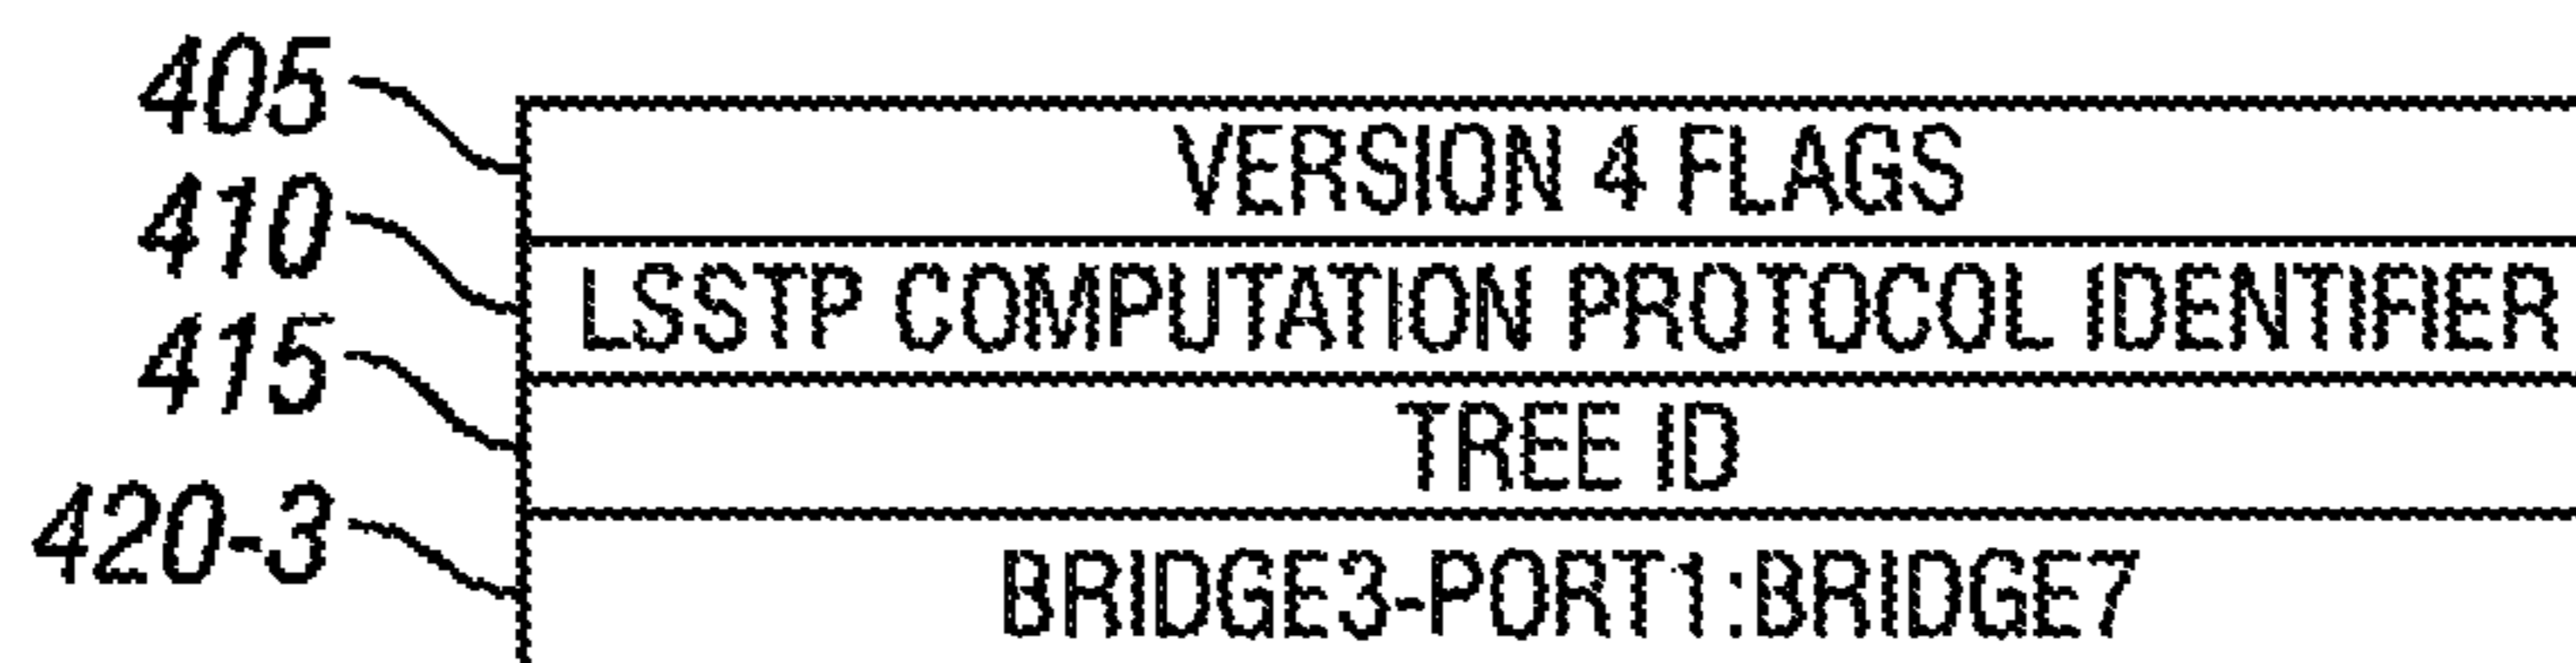 405
VERSION 4 FLAGS
410
LSSTP COMPUTATION PROTOCOL IDENTIFIER
415
TREE ID
420-3
BRIDGE3-PORT1:BRIDGE7